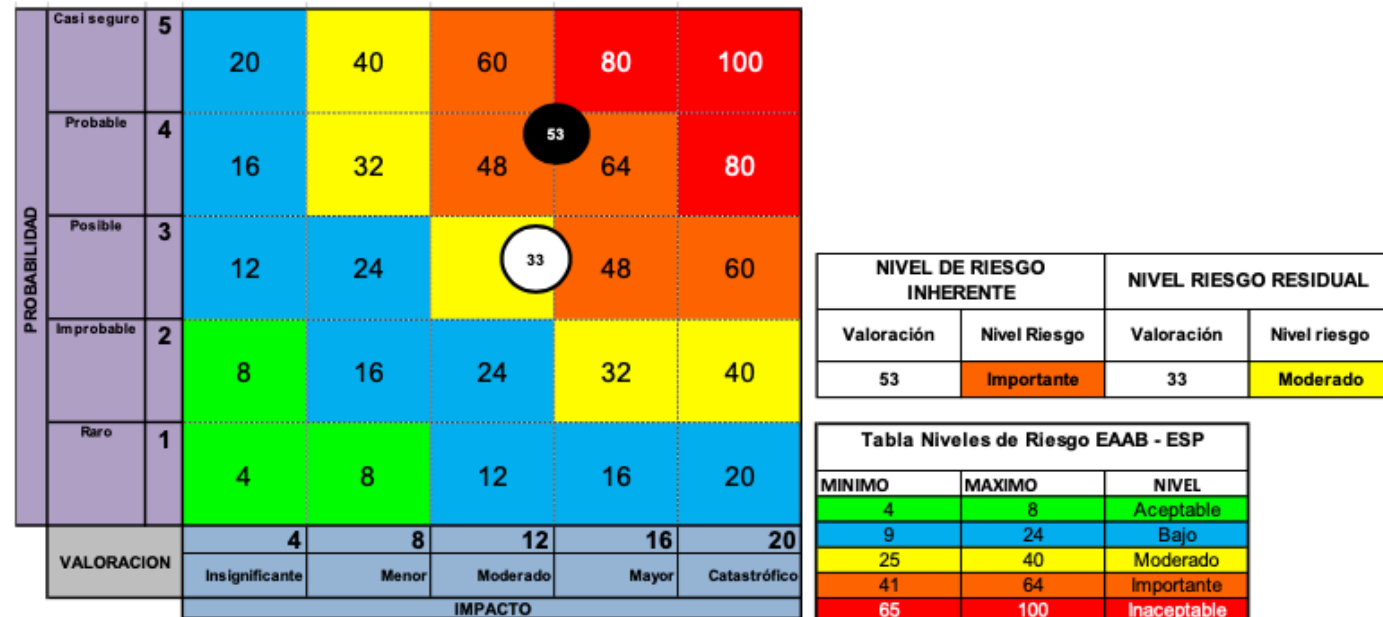 PROBABILIDAD
Casi seguro 5 20 40 60 80 100
53
Probable 4 16 32 48 64 80
Posible 3 12 24 33 48 60
Improbable 2 8 16 24 32 40
Raro 1 4 8 12 16 20
VALORACION
4 8 12 16 20
Insignificante Menor Moderado Mayor Catastrófico
IMPACTO
NIVEL DE RIESGO INHERENTE NIVEL RIESGO RESIDUAL
Valoración Nivel Riesgo Valoración Nivel riesgo
53 Importante 33 Moderado
Tabla Niveles de Riesgo EAAB - ESP
MINIMO MAXIMO NIVEL
4 8 Aceptable
9 24 Bajo
25 40 Moderado
41 64 Importante
65 100 Inaceptable